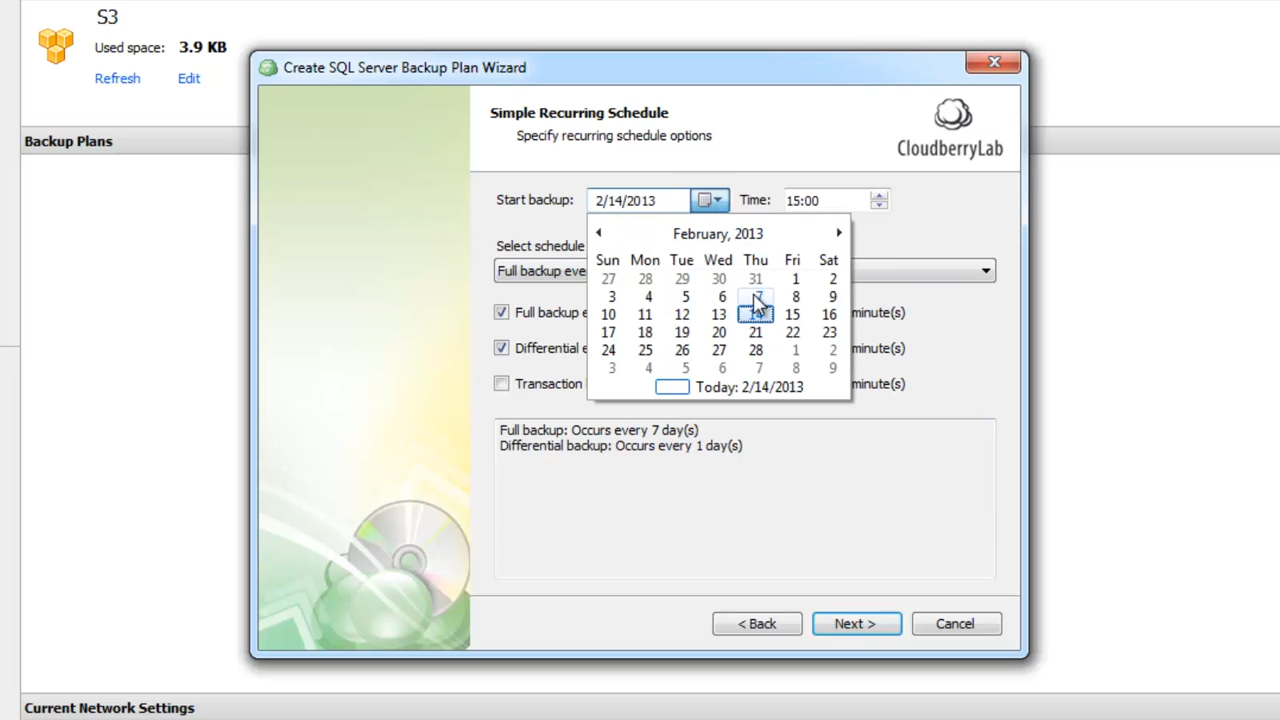 S3
Used space: 3.9 KB
Refresh Edit
Backup Plans
Create SQL Server Backup Plan Wizard
Simple Recurring Schedule
Specify recurring schedule options
CloudberryLab
Start backup: 2/14/2013 Time: 15:00
February, 2013
Select schedule
Sun Mon Tue Wed Thu Fri Sat
Full backup eve
27 28 29 30 31 1 2
3 4 5 6 7 8 9
Full backup e 10 11 12 13 14 15 16 minute(s)
17 18 19 20 21 22 23
Differential e 24 25 26 27 28 1 2 minute(s)
3 4 5 6 7 8 9
Transaction Today: 2/14/2013 minute(s)
Full backup: Occurs every 7 day(s)
Differential backup: Occurs every 1 day(s)
< Back Next > Cancel
Current Network Settings